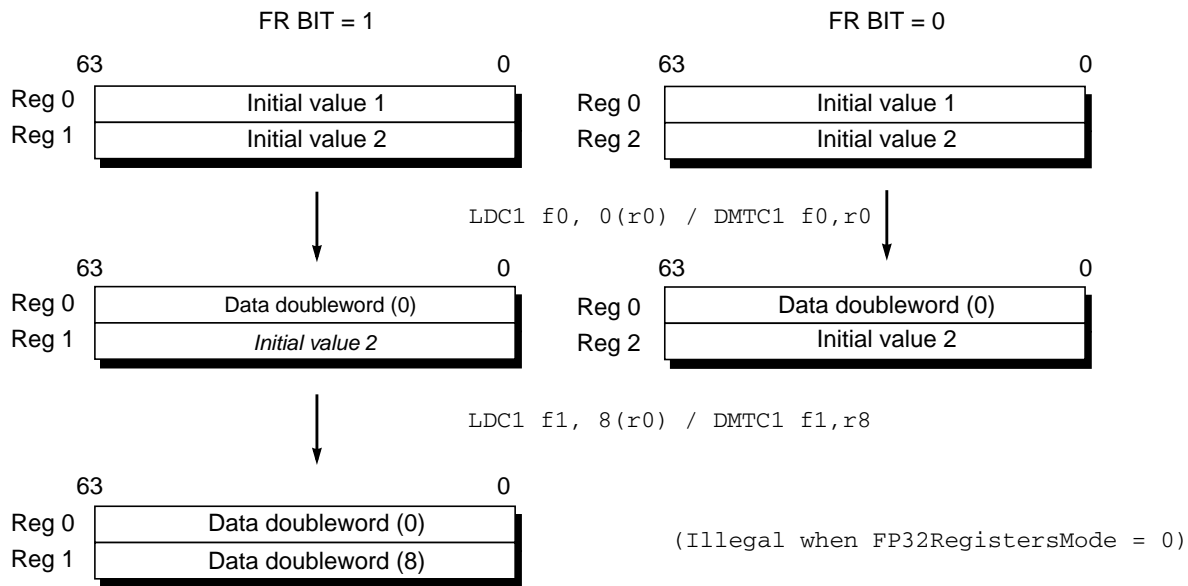 FR BIT = 1
FR BIT = 0
63 0
63 0
Reg 0 Initial value 1
Reg 0 Initial value 1
Reg 1 Initial value 2
Reg 2 Initial value 2
LDC1 f0, 0(r0) / DMTC1 f0,r0
63 0
63 0
Reg 0 Data doubleword (0)
Reg 0 Data doubleword (0)
Reg 1 Initial value 2
Reg 2 Initial value 2
LDC1 f1, 8(r0) / DMTC1 f1,r8
63 0
Reg 0 Data doubleword (0)
Reg 1 Data doubleword (8)
(Illegal when FP32RegistersMode = 0)